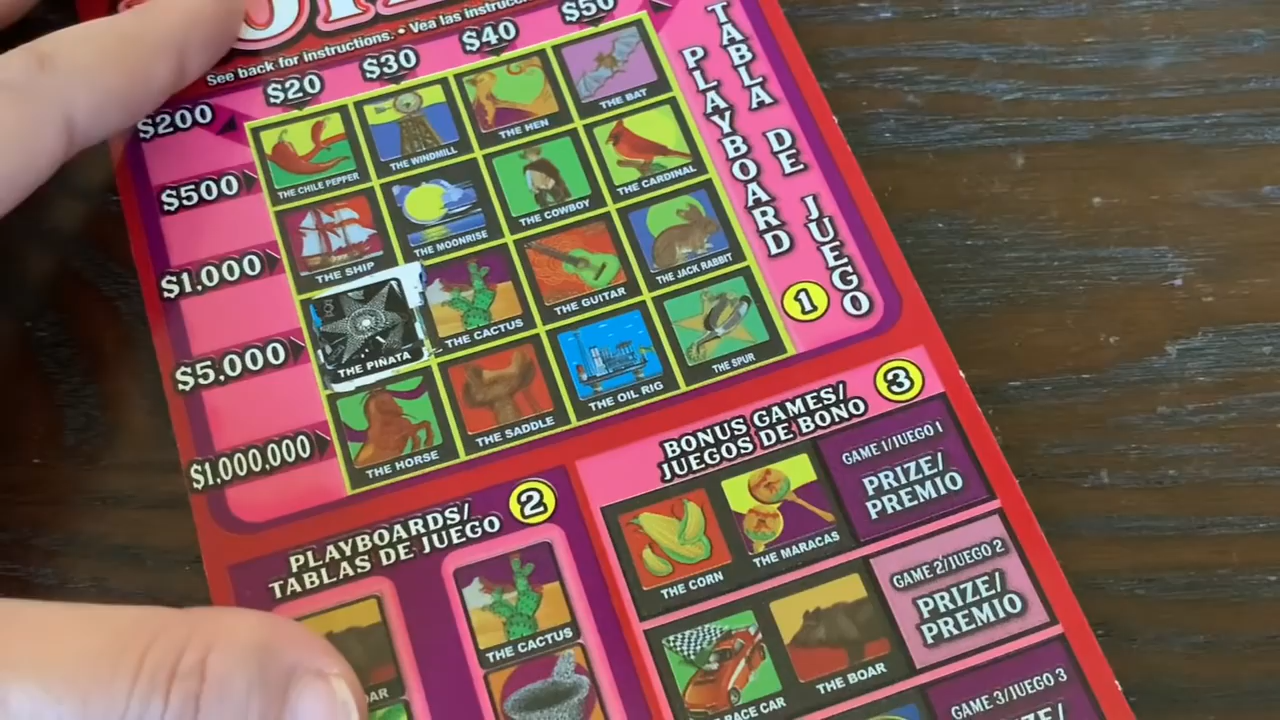 See back for instructions. • Vea las
$20
$30
$40
$50
$200
$500
$1,000
$5,000
$1,000,000
THE CHILE PEPPER
THE WINDMILL
THE HEN
THE BAT
THE SHIP
THE MOONRISE
THE COWBOY
THE CARDINAL
THE PIÑATA
THE CACTUS
THE GUITAR
THE JACK RABBIT
THE HORSE
THE SADDLE
THE OIL RIG
THE SPUR
TABLA DE JUEGO
PLAYBOARD
1
PLAYBOARDS/
TABLAS DE JUEGO
2
THE CACTUS
BONUS GAMES/
JUEGOS DE BONO
3
THE CORN
THE MARACAS
GAME 1/JUEGO 1
PRIZE/
PREMIO
RACE CAR
THE BOAR
GAME 2/JUEGO 2
PRIZE/
PREMIO
GAME 3/JUEGO 3